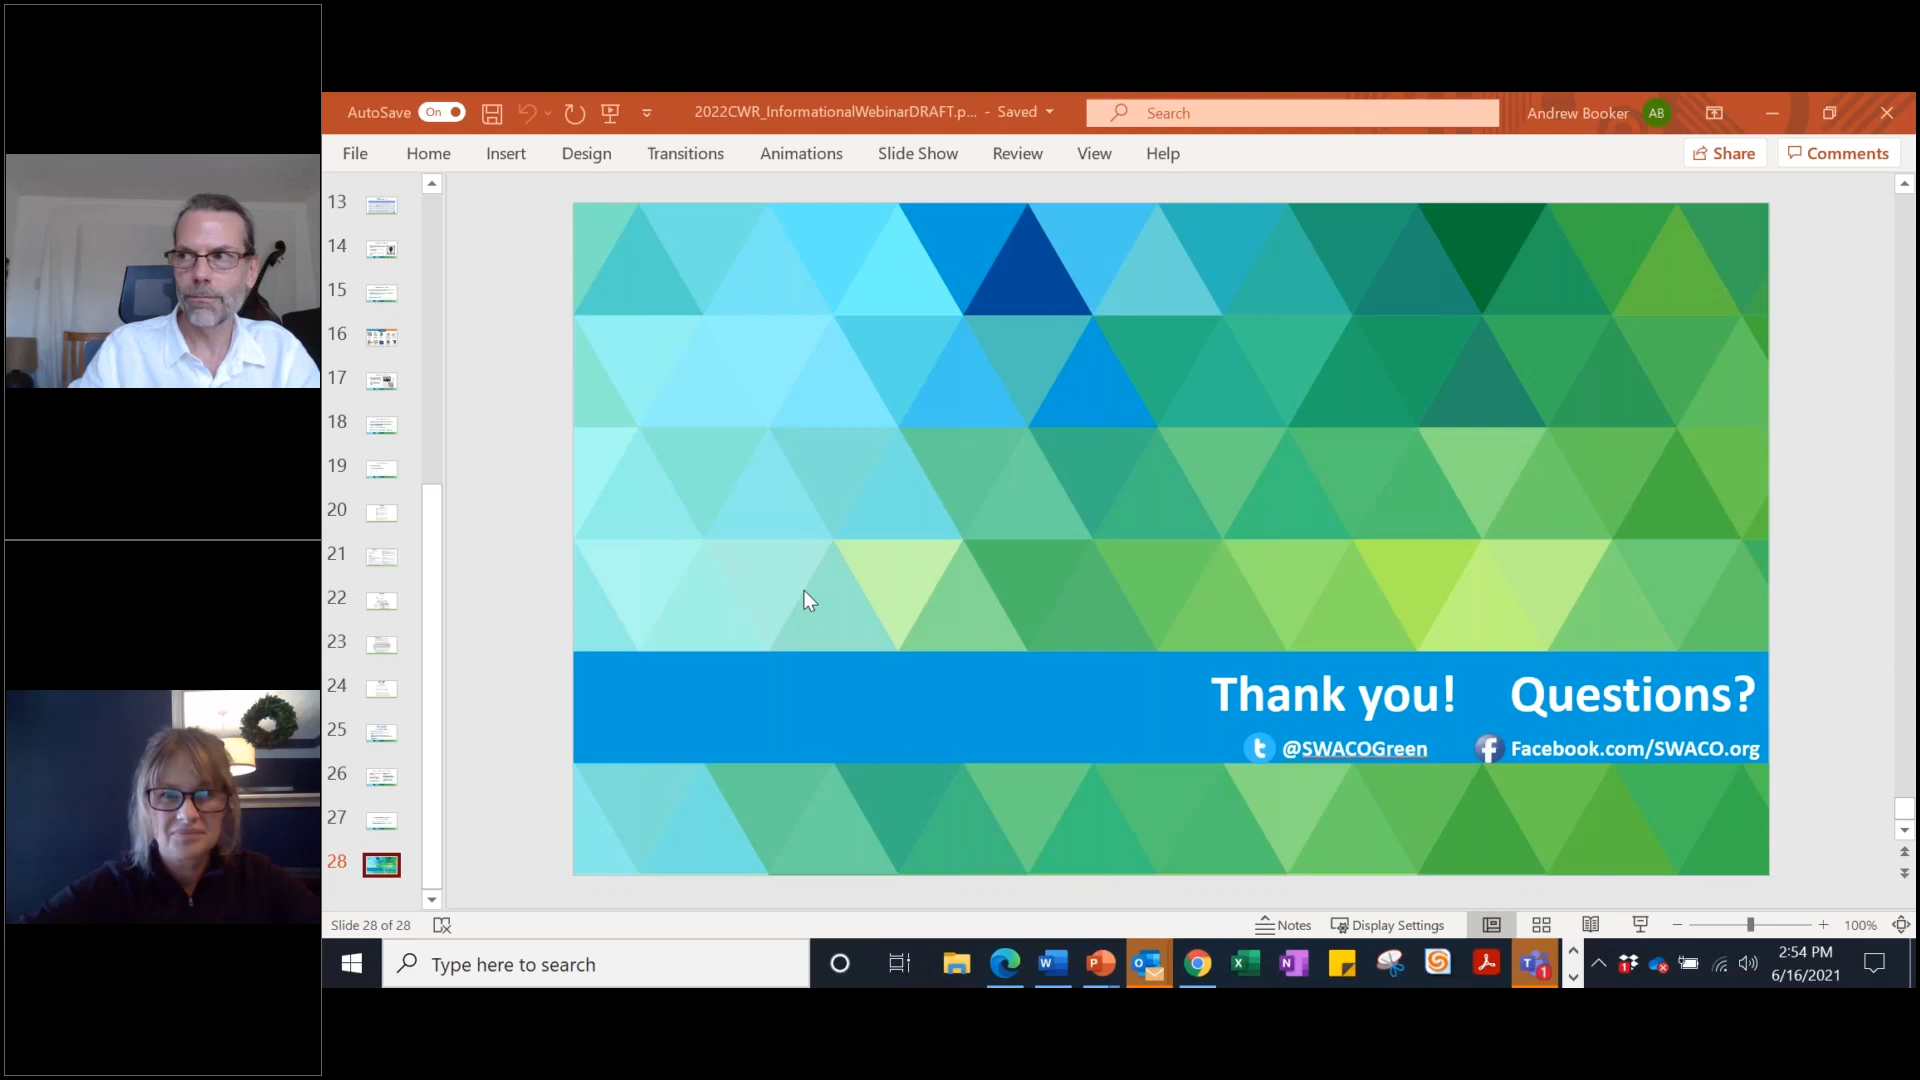 AutoSave On 2022CWR_InformationalWebinarDRAFT.p... - Saved Search Andrew Booker AB
File Home Insert Design Transitions Animations Slide Show Review View Help Share Comments
13
14
15
16
17
18
19
20
21
22
23
24
25
26
27
28
Thank you! Questions?
@SWACOGreen Facebook.com/SWACO.org
Slide 28 of 28 Notes Display Settings 100%
Type here to search
2:54 PM
6/16/2021